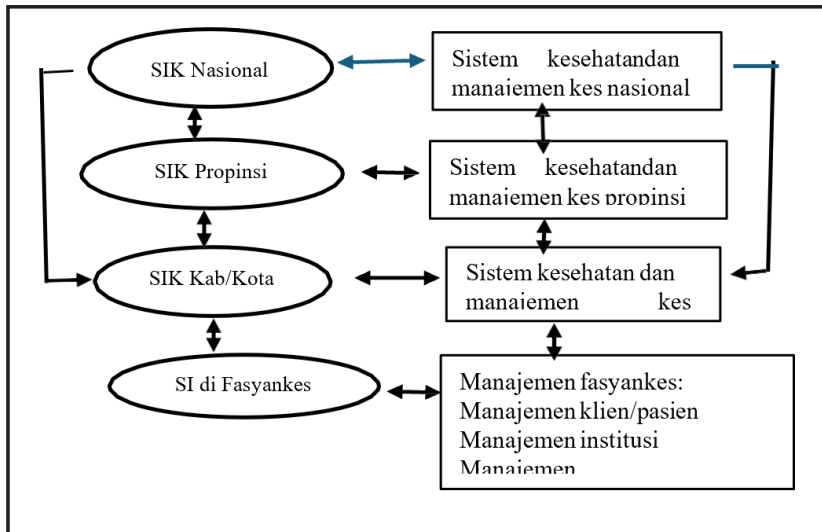 SIK Nasional
Sistem kesehatandan
manajemen kes nasional
SIK Propinsi
Sistem kesehatandan
manajemen kes propinsi
SIK Kab/Kota
Sistem kesehatan dan
manajemen kes
SI di Fasyankes
Manajemen fasyankes:
Manajemen klien/pasien
Manajemen institusi
Manajemen